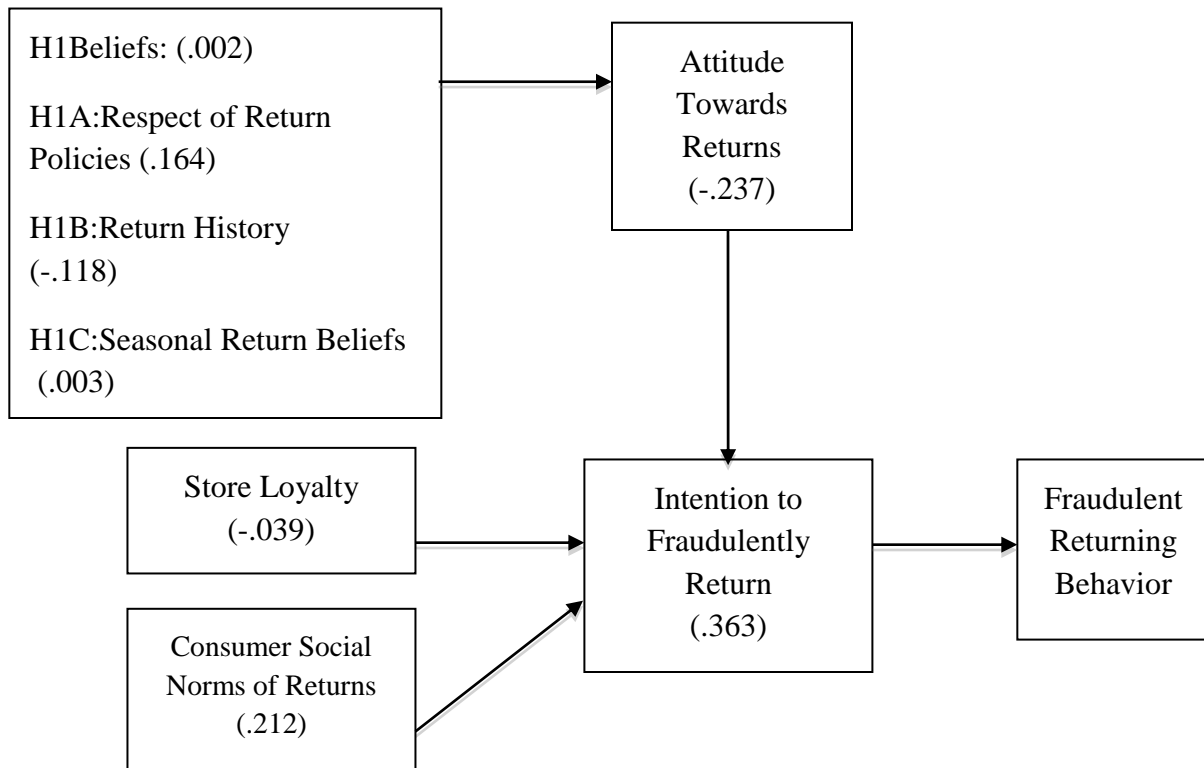 H1Beliefs: (.002)
H1A:Respect of Return
Policies (.164)
H1B:Return History
(-.118)
H1C:Seasonal Return Beliefs
(.003)
Attitude
Towards
Returns
(-.237)
Store Loyalty
(-.039)
Consumer Social
Norms of Returns
(.212)
Intention to
Fraudulently
Return
(.363)
Fraudulent
Returning
Behavior